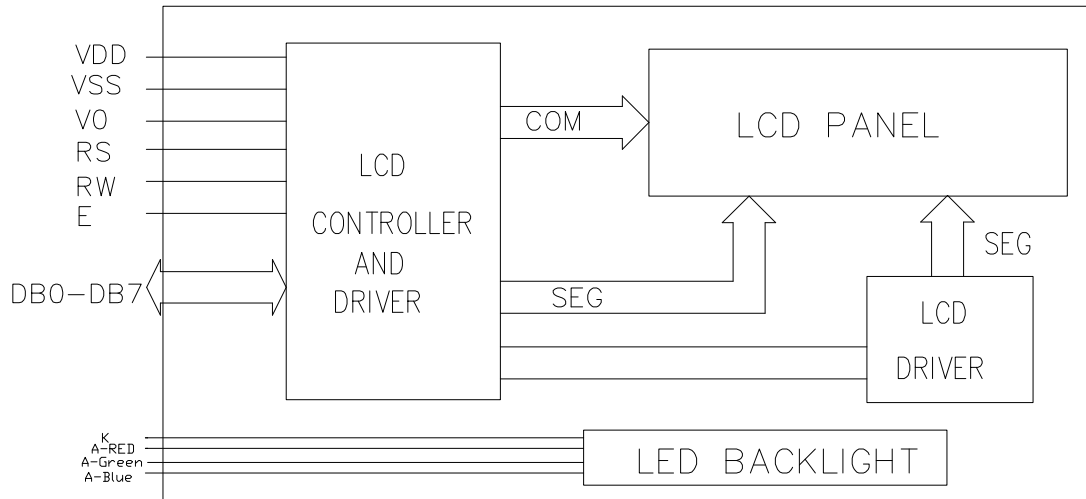 VDD
VSS
V0
RS
RW
E
DB0-DB7
LCD
CONTROLLER
AND
DRIVER
COM
LCD PANEL
SEG
SEG
LCD
DRIVER
K
A-RED
A-Green
A-Blue
LED BACKLIGHT